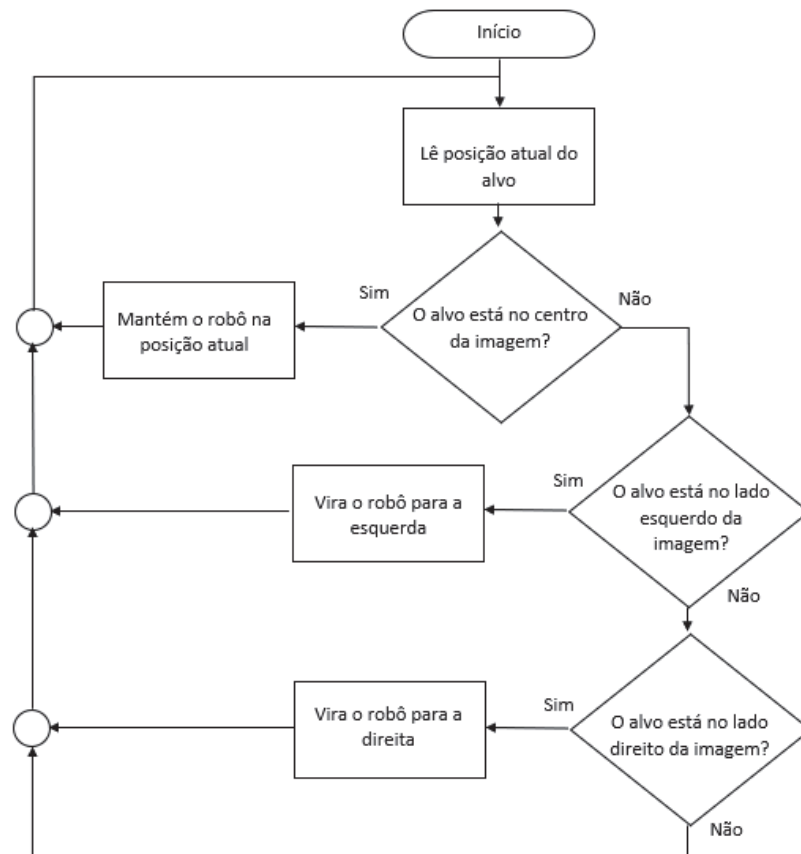 Início
Lê posição atual do
alvo
Sim
Não
O alvo está no centro
da imagem?
Mantém o robô na
posição atual
Sim
O alvo está no lado
esquerdo da
imagem?
Vira o robô para a
esquerda
Não
Sim
O alvo está no lado
direito da imagem?
Vira o robô para a
direita
Não